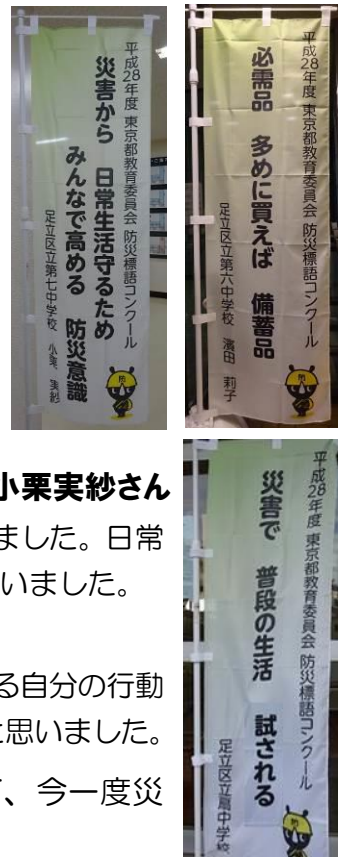 平成28年度 東京都教育委員会 防災標語コンクール
災害から 日常生活守るため
みんなで高める 防災意識
足立区立第七中学校 小栗 実紗
防
平成28年度 東京都教育委員会 防災標語コンクール
必需品 多めに買えば 備蓄品
足立区立第六中学校 濱田 莉子
防
小栗実紗さん
ました。日常
いました。
る自分の行動
と思いました。
、今一度災
平成28年度 東京都教育委員会 防災標語コンクール
災害で 普段の生活 試される
足立区立扇中学校